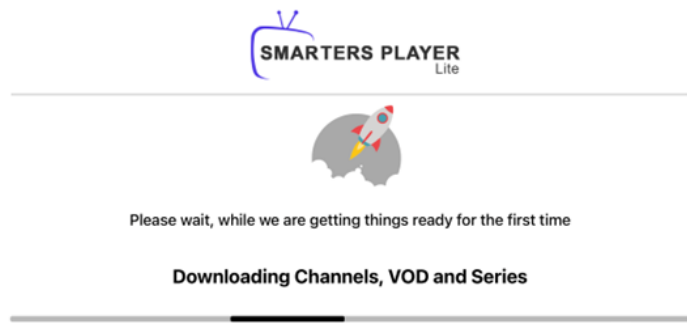 SMARTERS PLAYER
Lite
Please wait, while we are getting things ready for the first time
Downloading Channels, VOD and Series